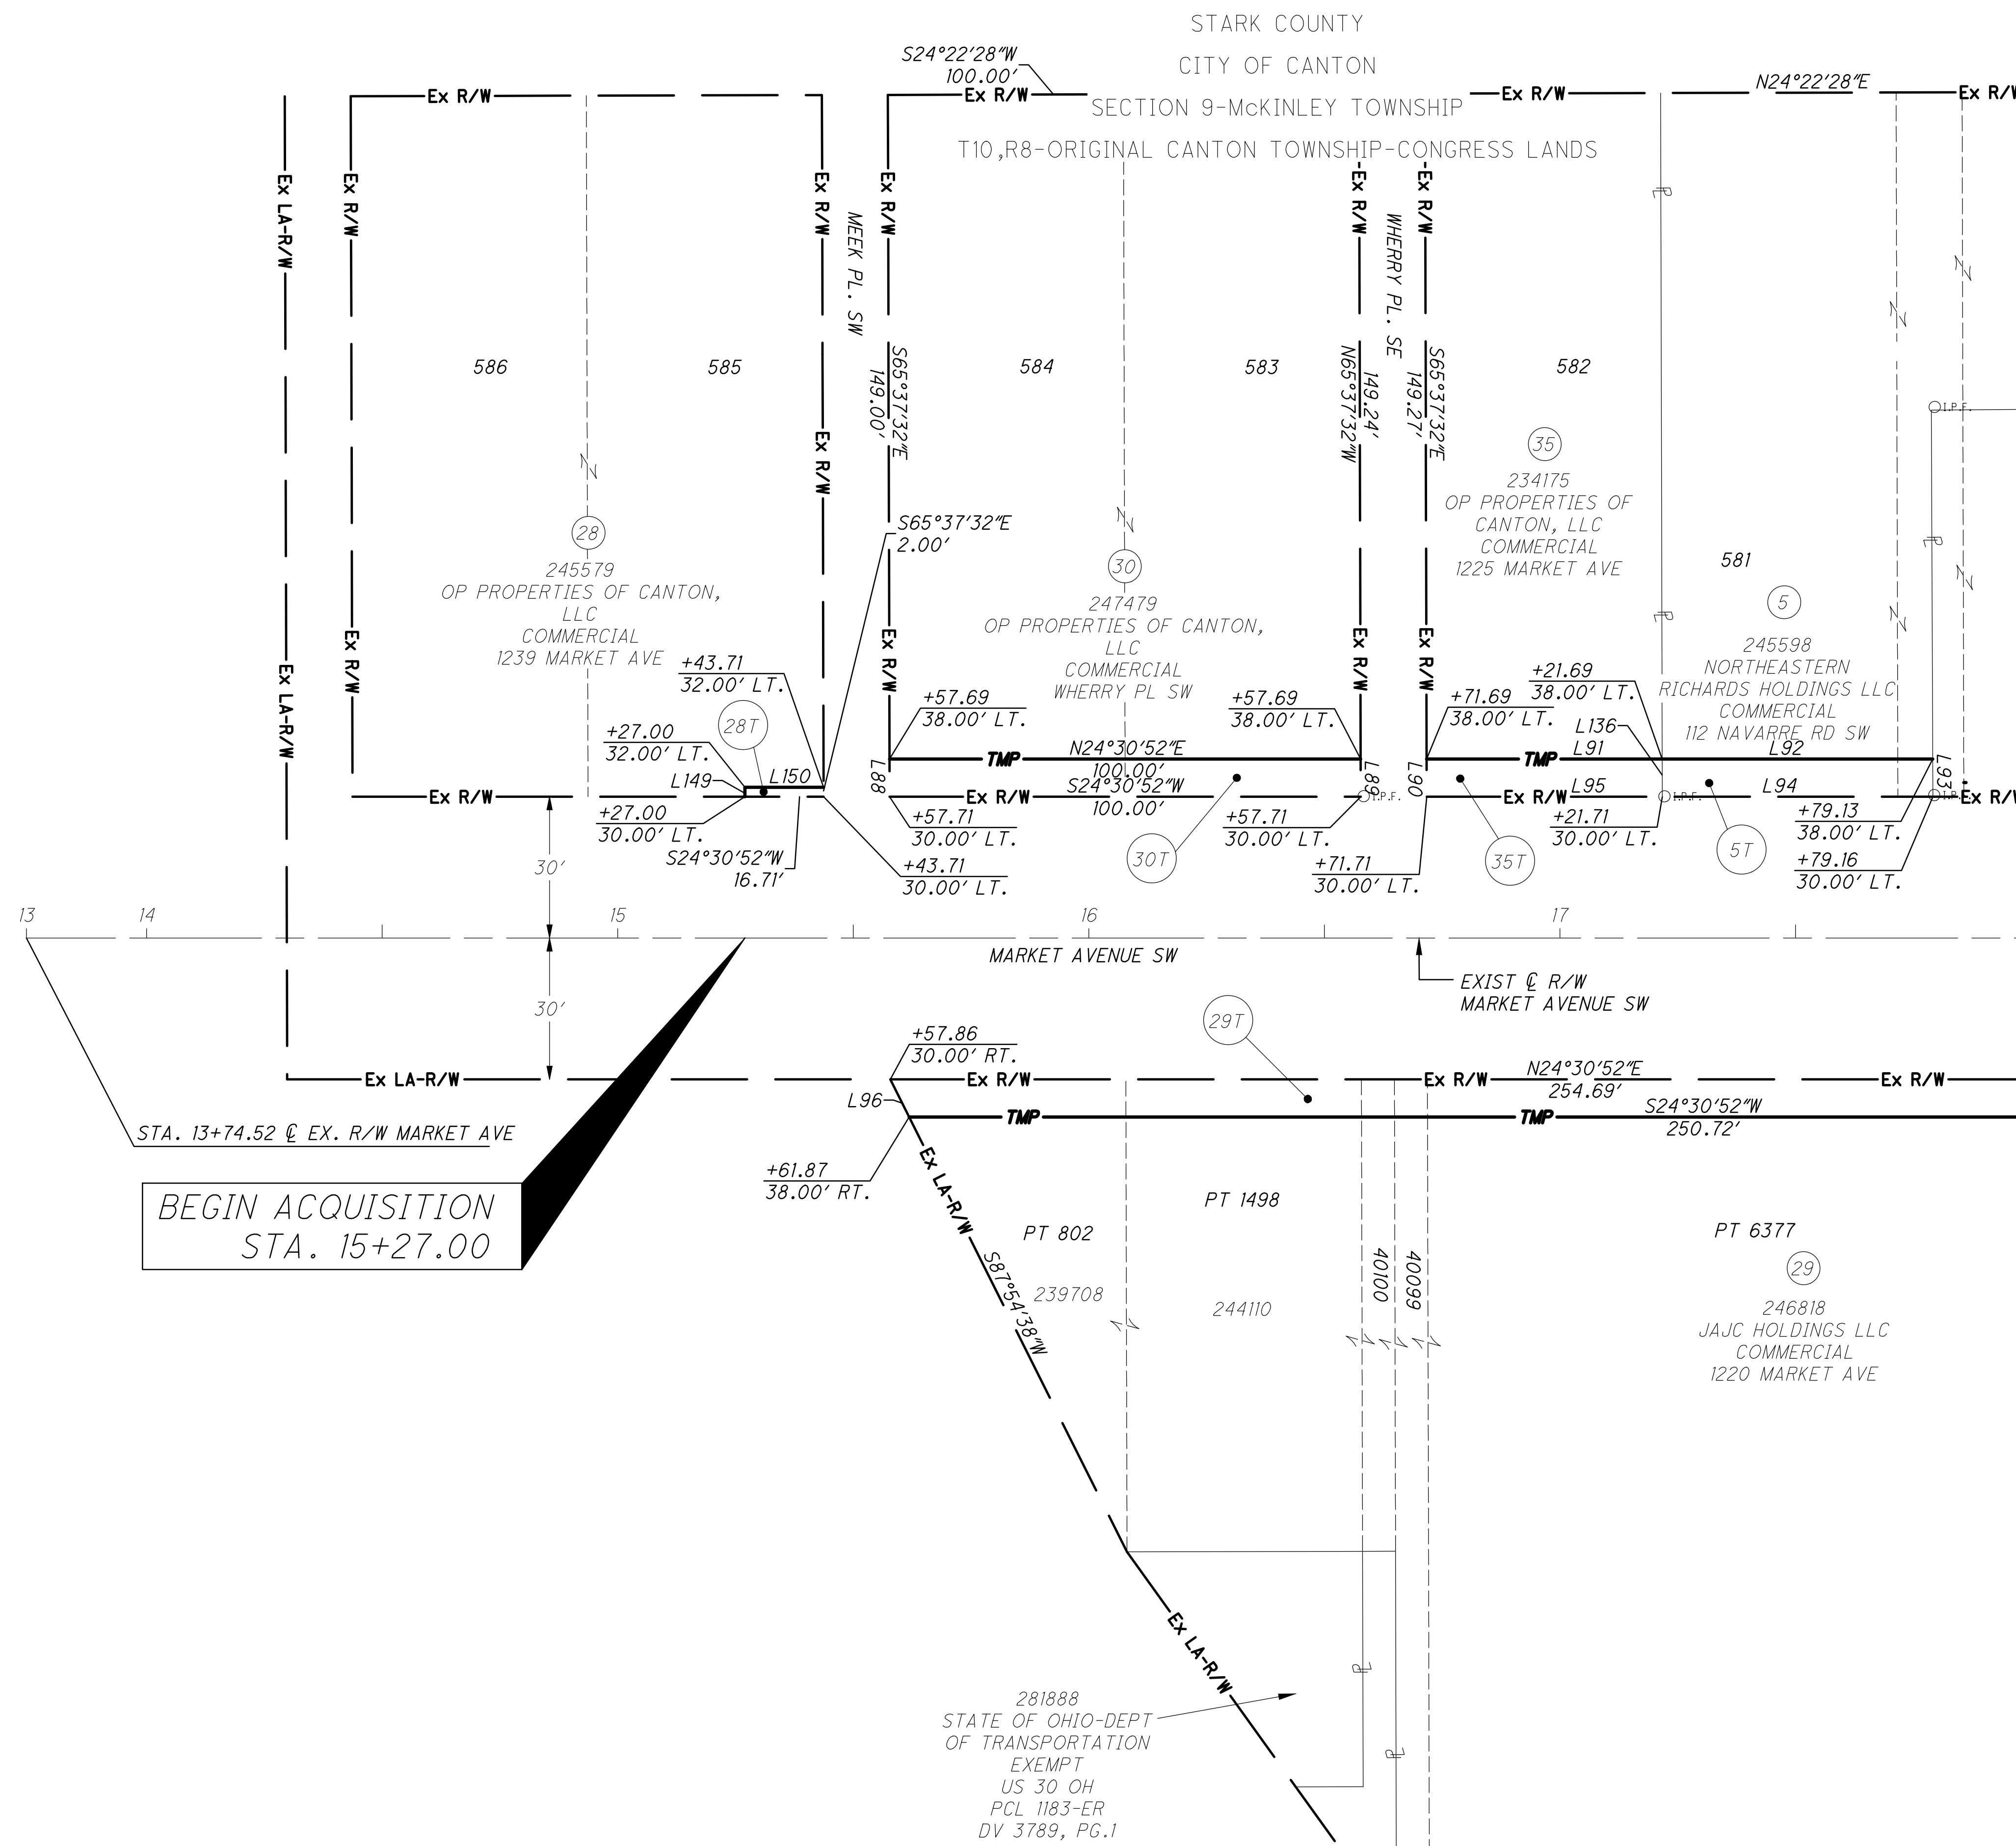 STARK COUNTY
CITY OF CANTON
SECTION 9-McKINLEY TOWNSHIP
T10,R8-ORIGINAL CANTON TOWNSHIP-CONGRESS LANDS
S24°22'28"W
100.00'
N24°22'28"E
Ex R/W
Ex R/W
Ex R/W
Ex R/W
Ex LA-R/W
Ex R/W
Ex R/W
Ex R/W
Ex R/W
Ex R/W
MEEK PL. SW
WHERRY PL. SE
S65°37'32"E
149.00'
N65°37'32"W
149.24'
S65°37'32"E
149.27'
586
585
584
583
582
581
I.P.F.
Ex R/W
35
234175
OP PROPERTIES OF
CANTON, LLC
COMMERCIAL
1225 MARKET AVE
S65°37'32"E
2.00'
28
245579
OP PROPERTIES OF CANTON,
LLC
COMMERCIAL
1239 MARKET AVE
30
247479
OP PROPERTIES OF CANTON,
LLC
COMMERCIAL
WHERRY PL SW
5
245598
NORTHEASTERN
RICHARDS HOLDINGS LLC
COMMERCIAL
112 NAVARRE RD SW
Ex LA-R/W
Ex R/W
Ex R/W
Ex R/W
Ex R/W
+43.71
32.00' LT.
+27.00
32.00' LT.
28T
L149
L150
+57.69
38.00' LT.
+57.69
38.00' LT.
+71.69
38.00' LT.
+21.69
38.00' LT.
L136
L88
L89
L90
L91
L92
L93
TMP
N24°30'52"E
100.00'
S24°30'52"W
100.00'
TMP
L95
L94
Ex R/W
Ex R/W
I.P.F.
Ex R/W
I.P.F.
I.P.
Ex R/W
+27.00
30.00' LT.
S24°30'52"W
16.71'
+43.71
30.00' LT.
+57.71
30.00' LT.
30T
+57.71
30.00' LT.
+71.71
30.00' LT.
35T
+21.71
30.00' LT.
5T
+79.13
38.00' LT.
+79.16
30.00' LT.
30'
30'
13
14
15
16
17
MARKET AVENUE SW
EXIST ℄ R/W
MARKET AVENUE SW
29T
+57.86
30.00' RT.
Ex LA-R/W
Ex R/W
Ex R/W
N24°30'52"E
254.69'
Ex R/W
L96
TMP
TMP
S24°30'52"W
250.72'
STA. 13+74.52 ℄ EX. R/W MARKET AVE
+61.87
38.00' RT.
BEGIN ACQUISITION
STA. 15+27.00
Ex LA-R/W
S87°54'38"W
PT 802
PT 1498
PT 6377
239708
244110
40100
40099
29
246818
JAJC HOLDINGS LLC
COMMERCIAL
1220 MARKET AVE
Ex LA-R/W
281888
STATE OF OHIO-DEPT
OF TRANSPORTATION
EXEMPT
US 30 OH
PCL 1183-ER
DV 3789, PG.1